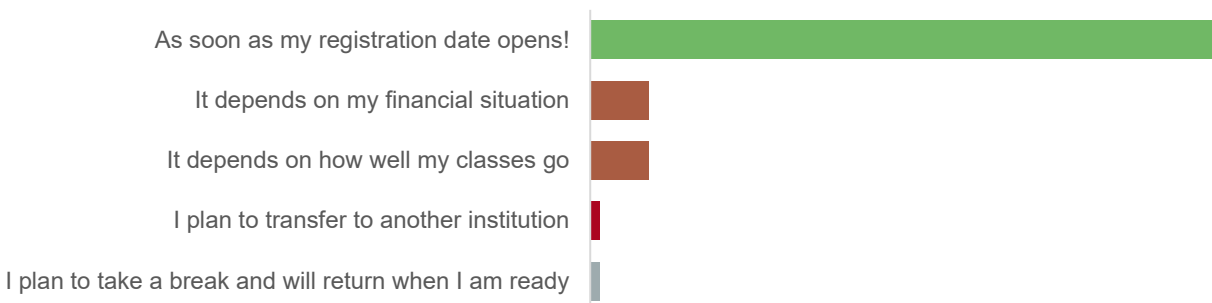 As soon as my registration date opens!
It depends on my financial situation
It depends on how well my classes go
I plan to transfer to another institution
I plan to take a break and will return when I am ready